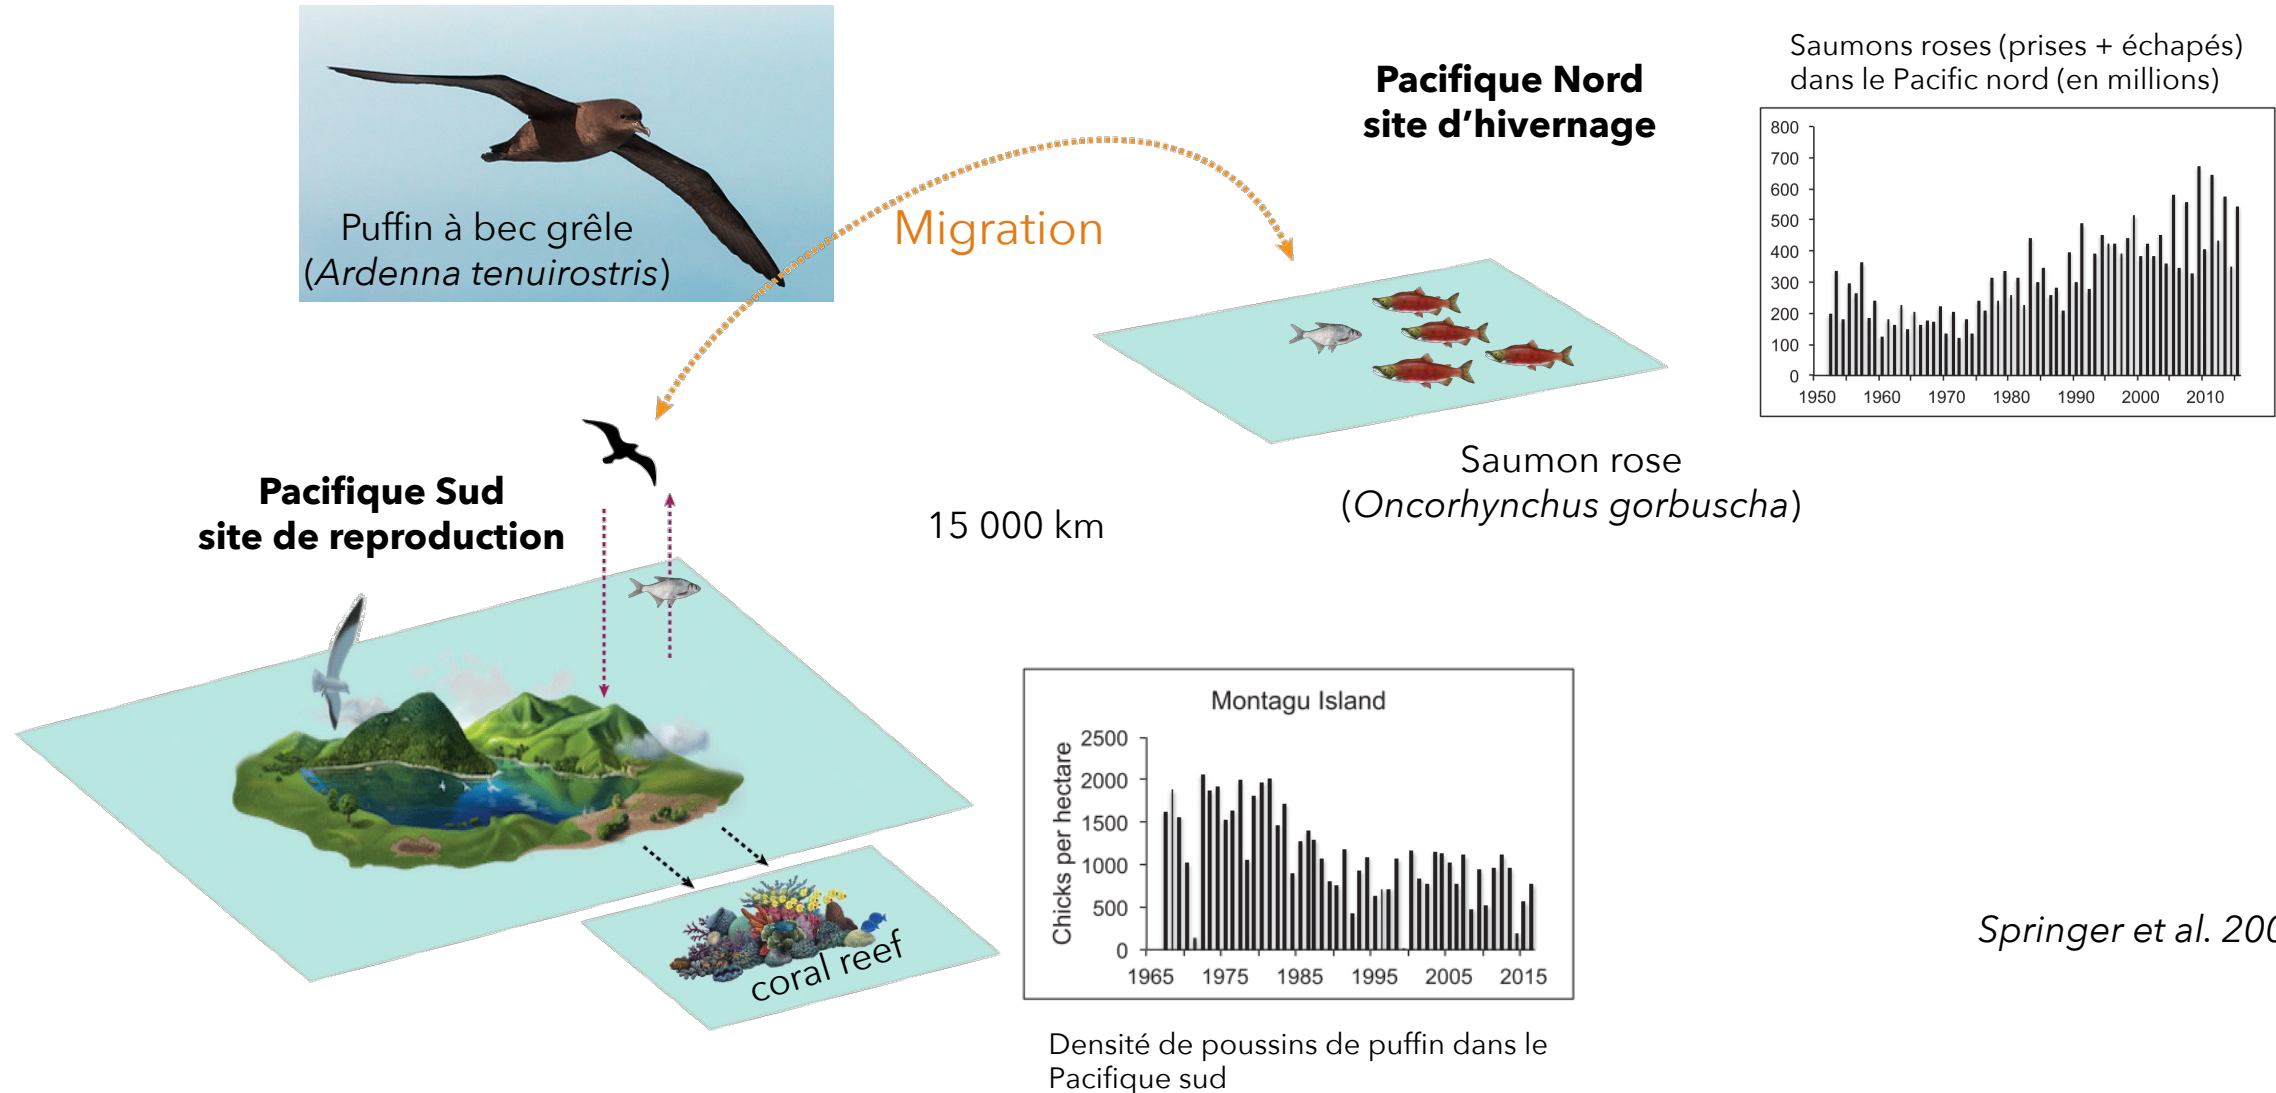 Puffin à bec grêle
(Ardenna tenuirostris)
Migration
Pacifique Nord
site d'hivernage
Saumons roses (prises + échapés)
dans le Pacific nord (en millions)
800
700
600
500
400
300
200
100
0
1950 1960 1970 1980 1990 2000 2010
Saumon rose
(Oncorhynchus gorbuscha)
Pacifique Sud
site de reproduction
15 000 km
coral reef
Montagu Island
Chicks per hectare
2500
2000
1500
1000
500
0
1965 1975 1985 1995 2005 2015
Densité de poussins de puffin dans le
Pacifique sud
Springer et al.